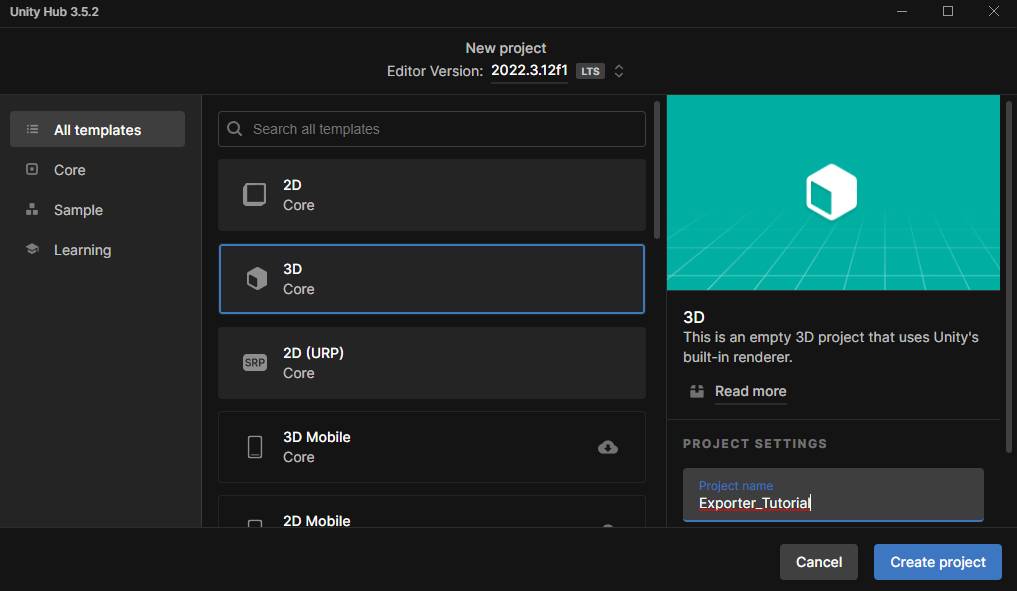 Unity Hub 3.5.2
New project
Editor Version: 2022.3.12f1 LTS
All templates
Core
Sample
Learning
Search all templates
2D
Core
3D
Core
SRP
2D (URP)
Core
3D Mobile
Core
2D Mobile
3D
This is an empty 3D project that uses Unity's
built-in renderer.
Read more
PROJECT SETTINGS
Project name
Exporter_Tutorial
Cancel
Create project